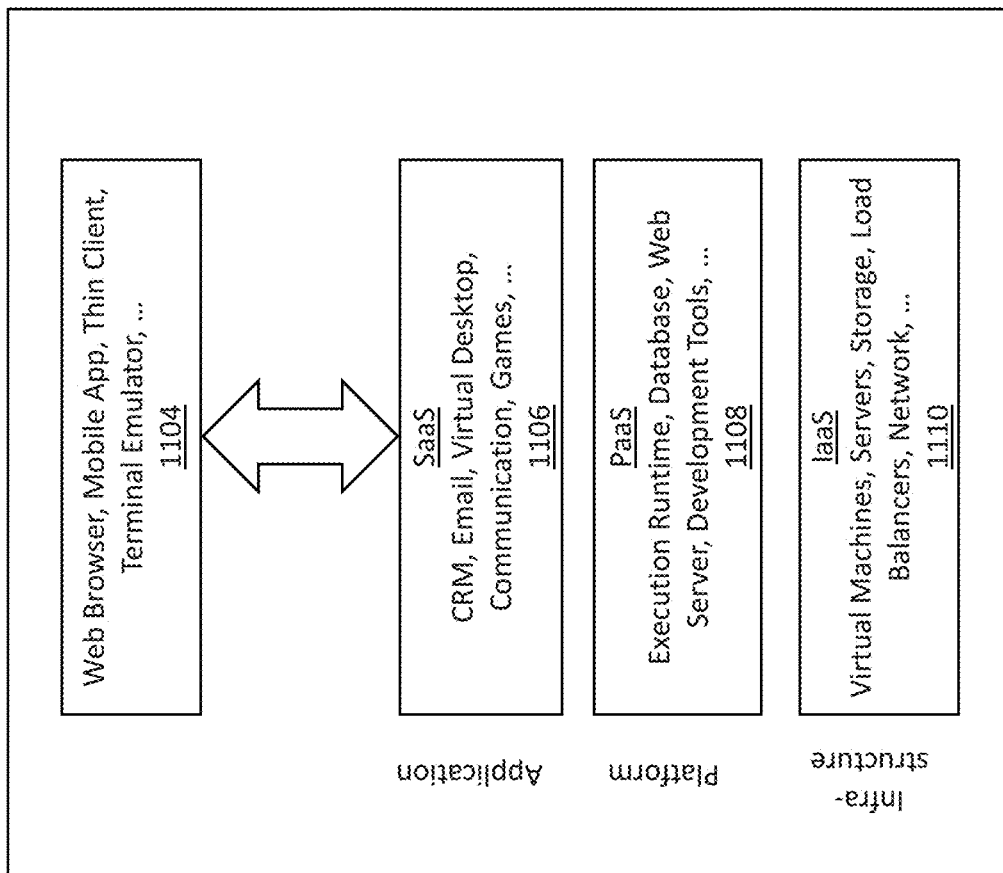 Web Browser, Mobile App, Thin Client,
Terminal Emulator, ...
1104
Application
SaaS
CRM, Email, Virtual Desktop,
Communication, Games, ...
1106
Platform
PaaS
Execution Runtime, Database, Web
Server, Development Tools, ...
1108
Infra-
structure
IaaS
Virtual Machines, Servers, Storage, Load
Balancers, Network, ...
1110